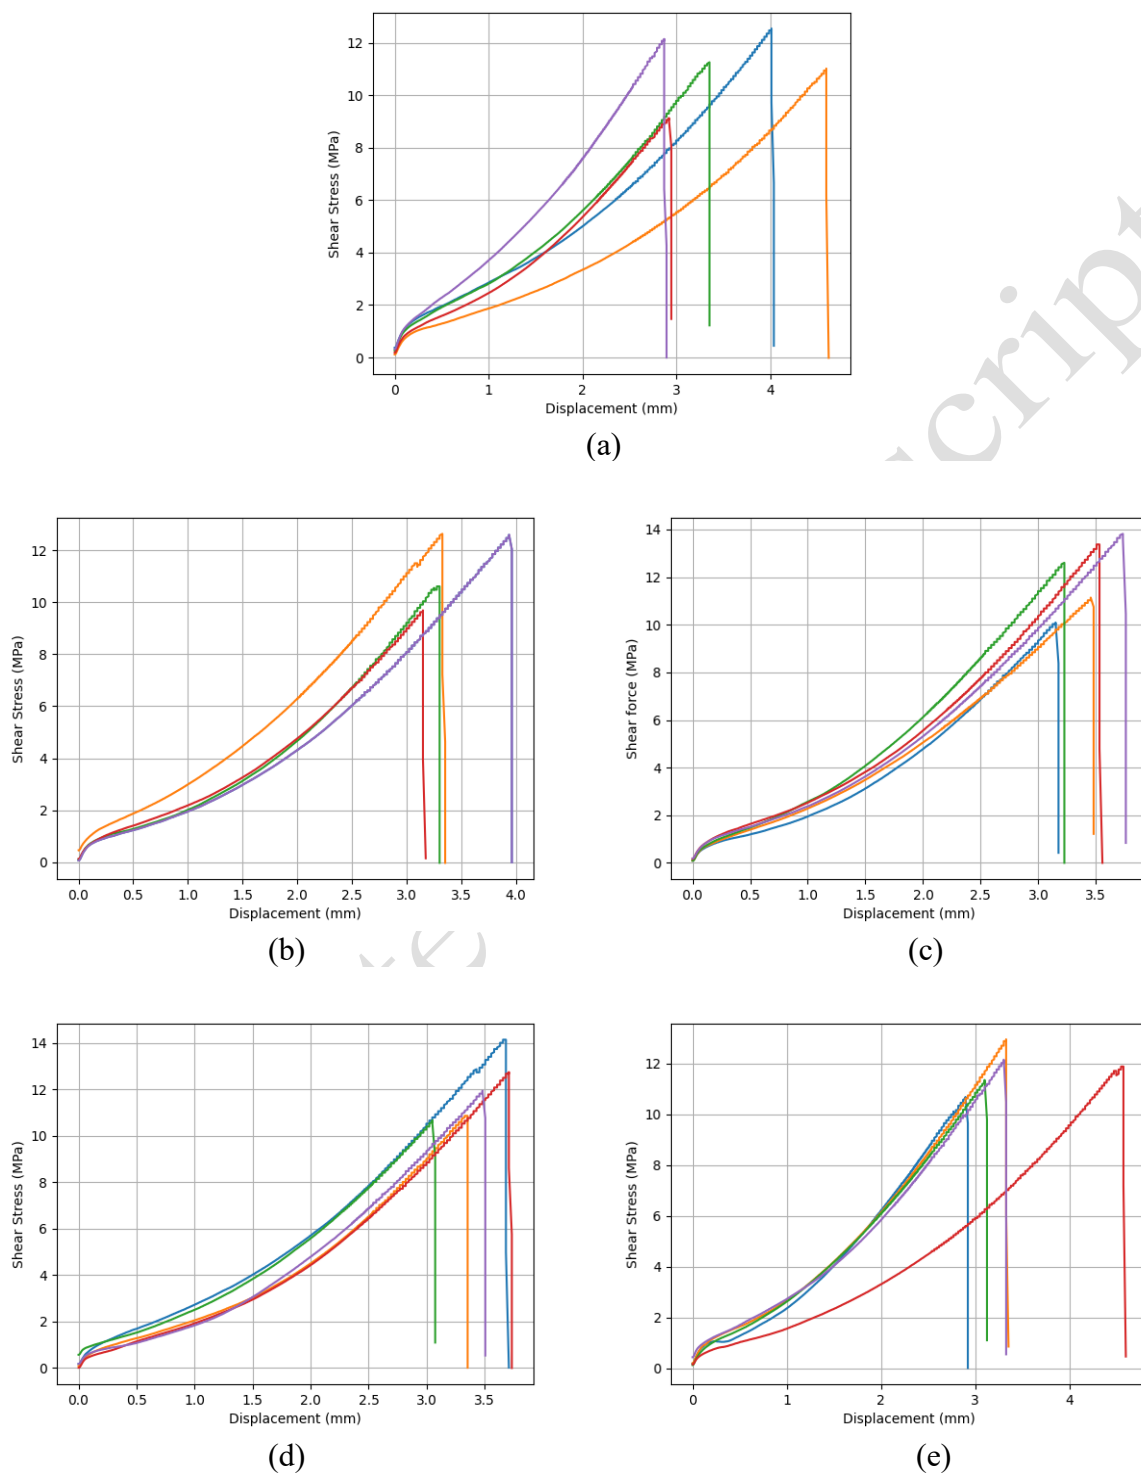 12
10
8
6
4
2
0
Shear Stress (MPa)
0 1 2 3 4
Displacement (mm)
(a)
12
10
8
6
4
2
0
Shear Stress (MPa)
0.0 0.5 1.0 1.5 2.0 2.5 3.0 3.5 4.0
Displacement (mm)
(b)
14
12
10
8
6
4
2
0
Shear force (MPa)
0.0 0.5 1.0 1.5 2.0 2.5 3.0 3.5
Displacement (mm)
(c)
14
12
10
8
6
4
2
0
Shear Stress (MPa)
0.0 0.5 1.0 1.5 2.0 2.5 3.0 3.5
Displacement (mm)
(d)
12
10
8
6
4
2
0
Shear Stress (MPa)
0 1 2 3 4
Displacement (mm)
(e)